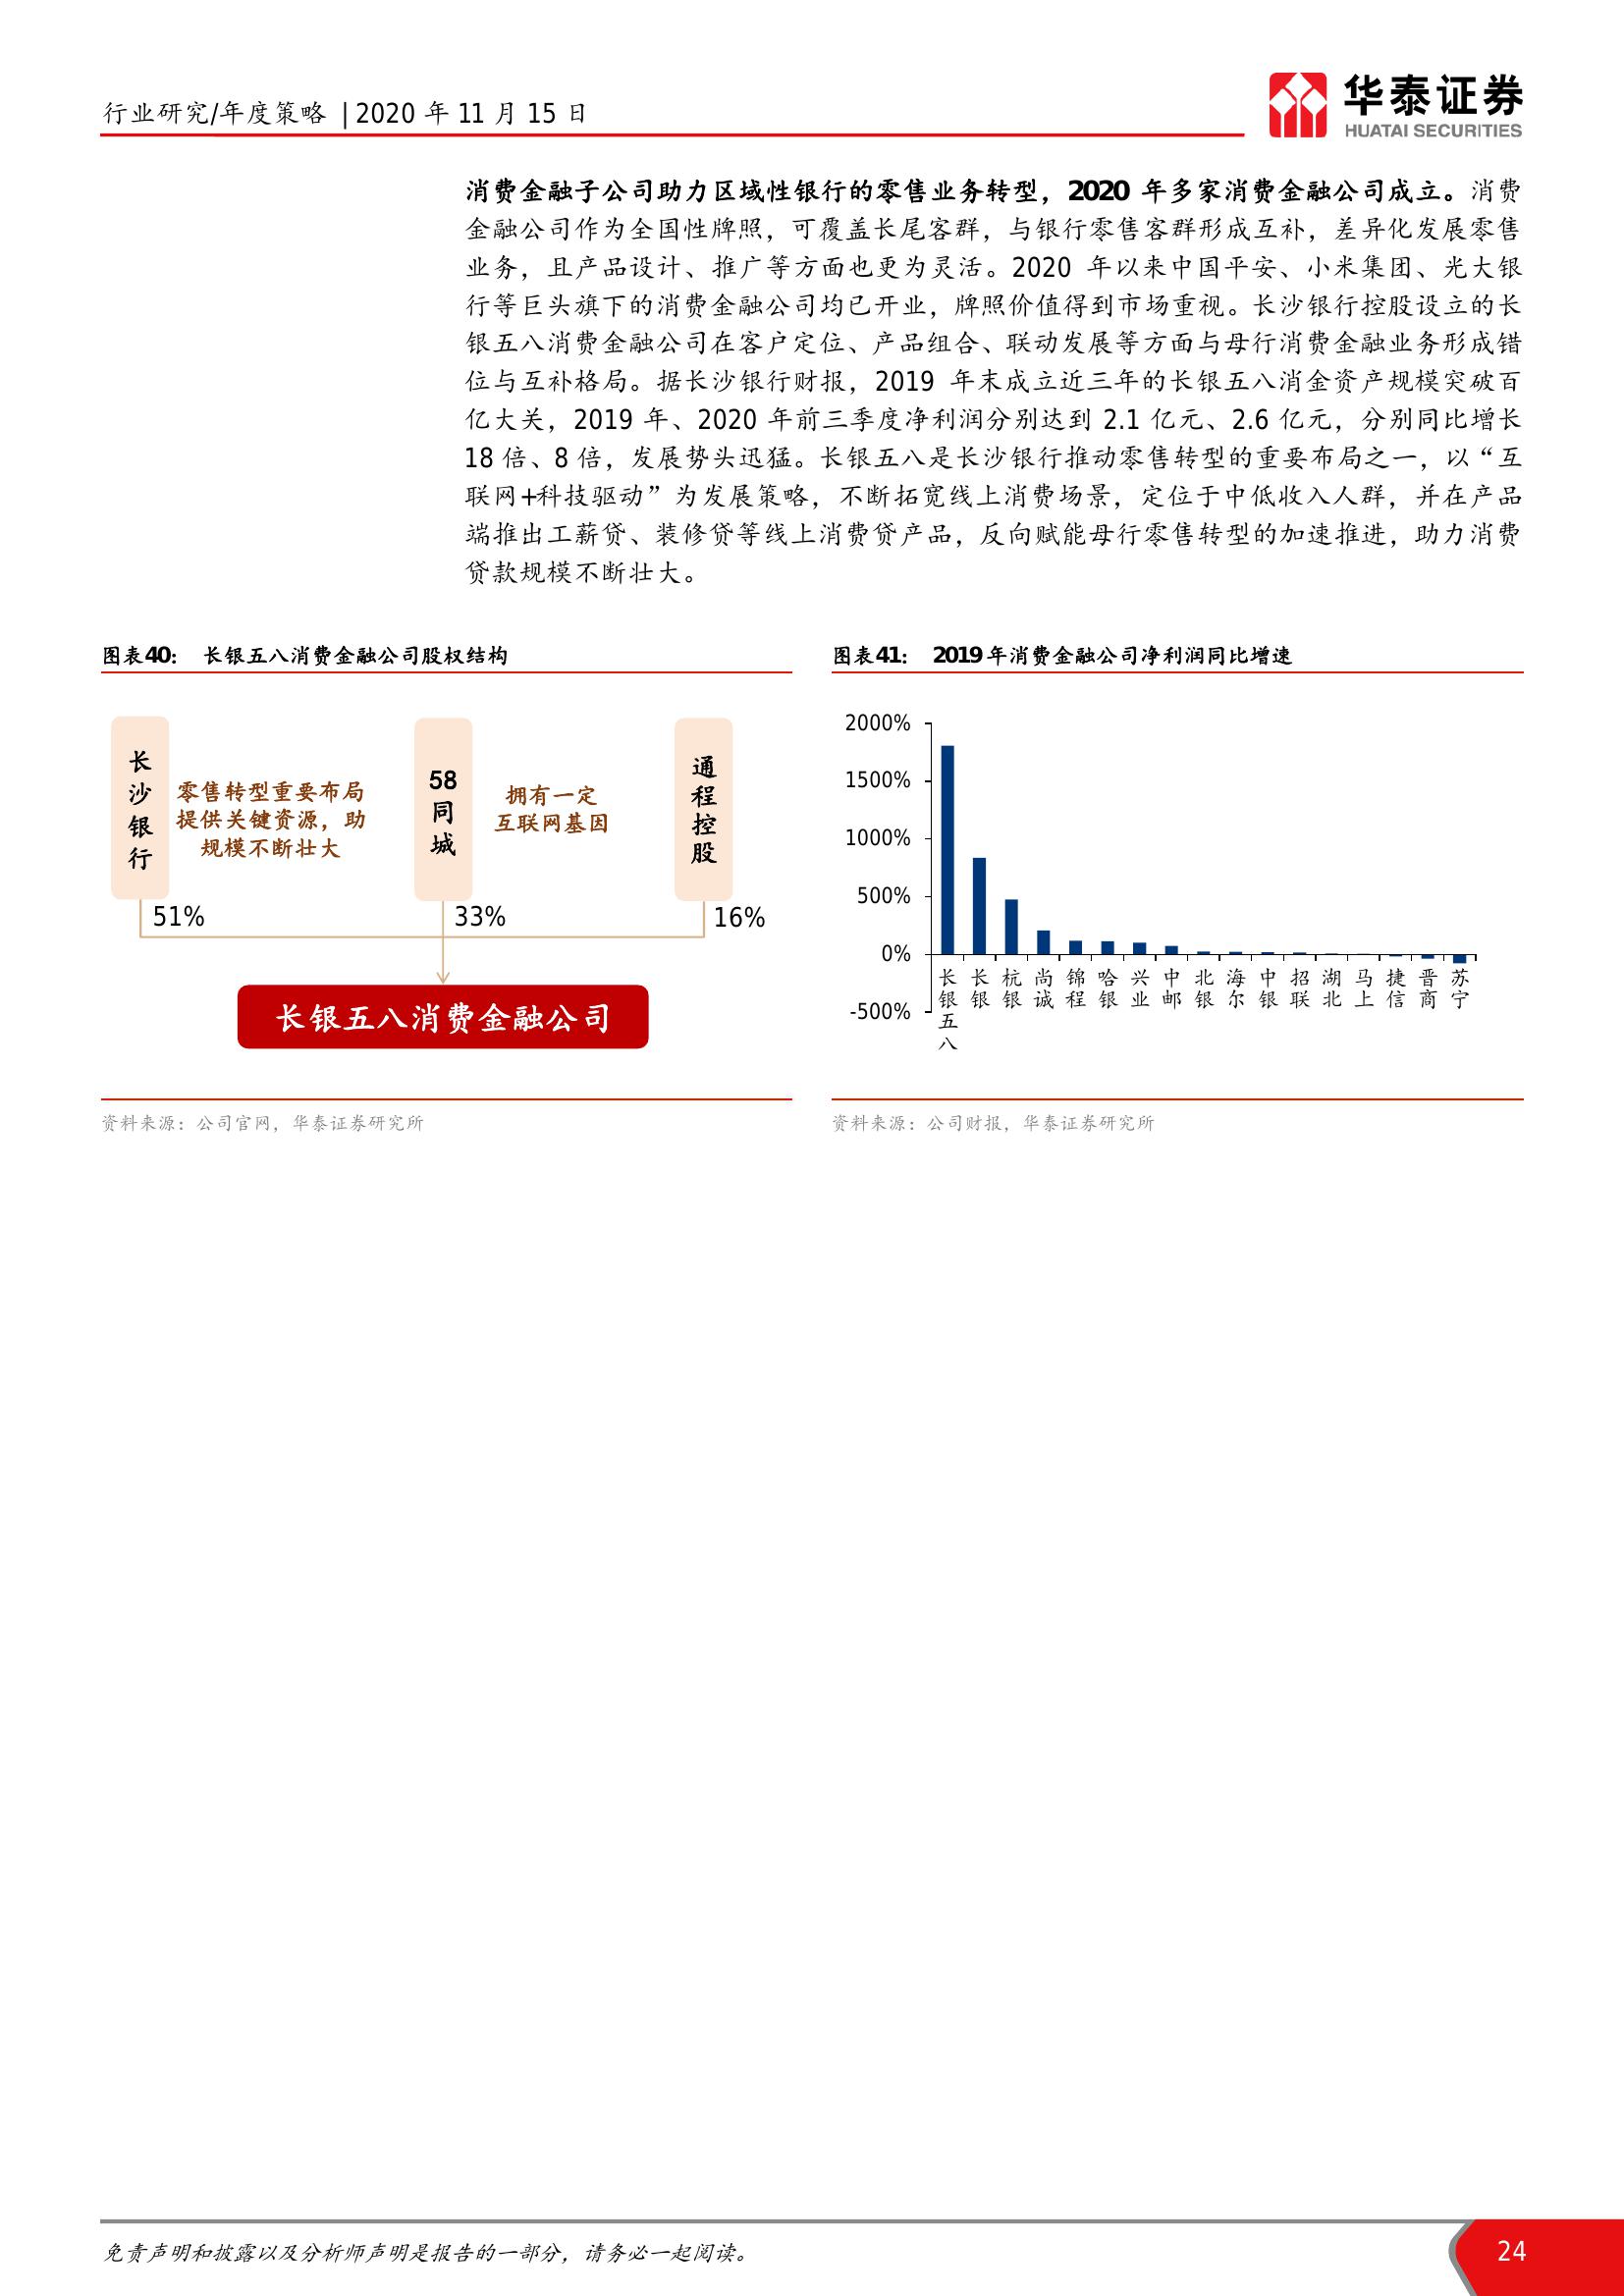 行业研究/年度策略 | 2020 年 11 月 15 日
华泰证券
HUATAI SECURITIES
消费金融子公司助力区域性银行的零售业务转型，2020 年多家消费金融公司成立。消费
金融公司作为全国性牌照，可覆盖长尾客群，与银行零售客群形成互补，差异化发展零售
业务，且产品设计、推广等方面也更为灵活。2020 年以来中国平安、小米集团、光大银
行等巨头旗下的消费金融公司均已开业，牌照价值得到市场重视。长沙银行控股设立的长
银五八消费金融公司在客户定位、产品组合、联动发展等方面与母行消费金融业务形成错
位与互补格局。据长沙银行财报，2019 年末成立近三年的长银五八消金资产规模突破百
亿大关，2019 年、2020 年前三季度净利润分别达到 2.1 亿元、2.6 亿元，分别同比增长
18 倍、8 倍，发展势头迅猛。长银五八是长沙银行推动零售转型的重要布局之一，以“互
联网+科技驱动”为发展策略，不断拓宽线上消费场景，定位于中低收入人群，并在产品
端推出工薪贷、装修贷等线上消费贷产品，反向赋能母行零售转型的加速推进，助力消费
贷款规模不断壮大。
图表40： 长银五八消费金融公司股权结构
长沙银行
零售转型重要布局
提供关键资源，助
规模不断壮大
58同城
拥有一定
互联网基因
通程控股
51%
33%
16%
长银五八消费金融公司
资料来源：公司官网，华泰证券研究所
图表41： 2019年消费金融公司净利润同比增速
2000%
1500%
1000%
500%
0%
-500%
长银五八
长银
杭银
尚诚
锦程
哈银
兴业
中邮
北银
海尔
中银
招联
湖北
马上
捷信
晋商
苏宁
资料来源：公司财报，华泰证券研究所
免责声明和披露以及分析师声明是报告的一部分，请务必一起阅读。
24